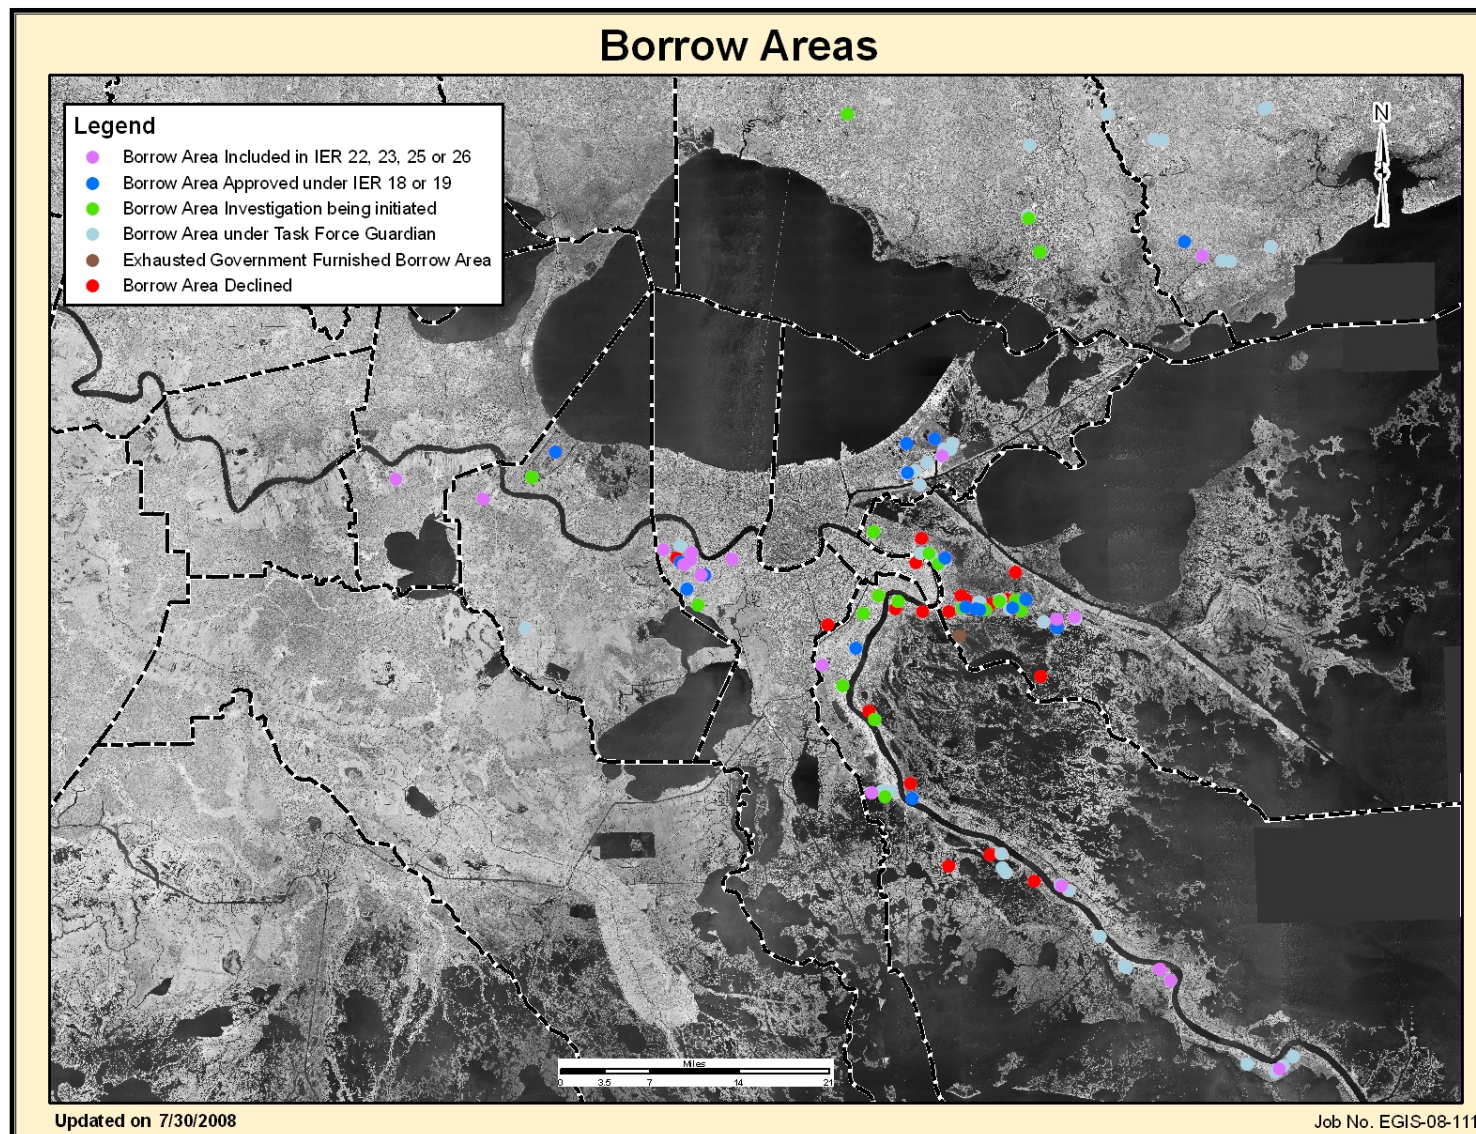 Borrow Areas
N
Legend
Borrow Area Included in IER 22, 23, 25 or 26
Borrow Area Approved under IER 18 or 19
Borrow Area Investigation being initiated
Borrow Area under Task Force Guardian
Exhausted Government Furnished Borrow Area
Borrow Area Declined
Miles
0 3.5 7 14 21
Updated on 7/30/2008
Job No. EGIS-08-111